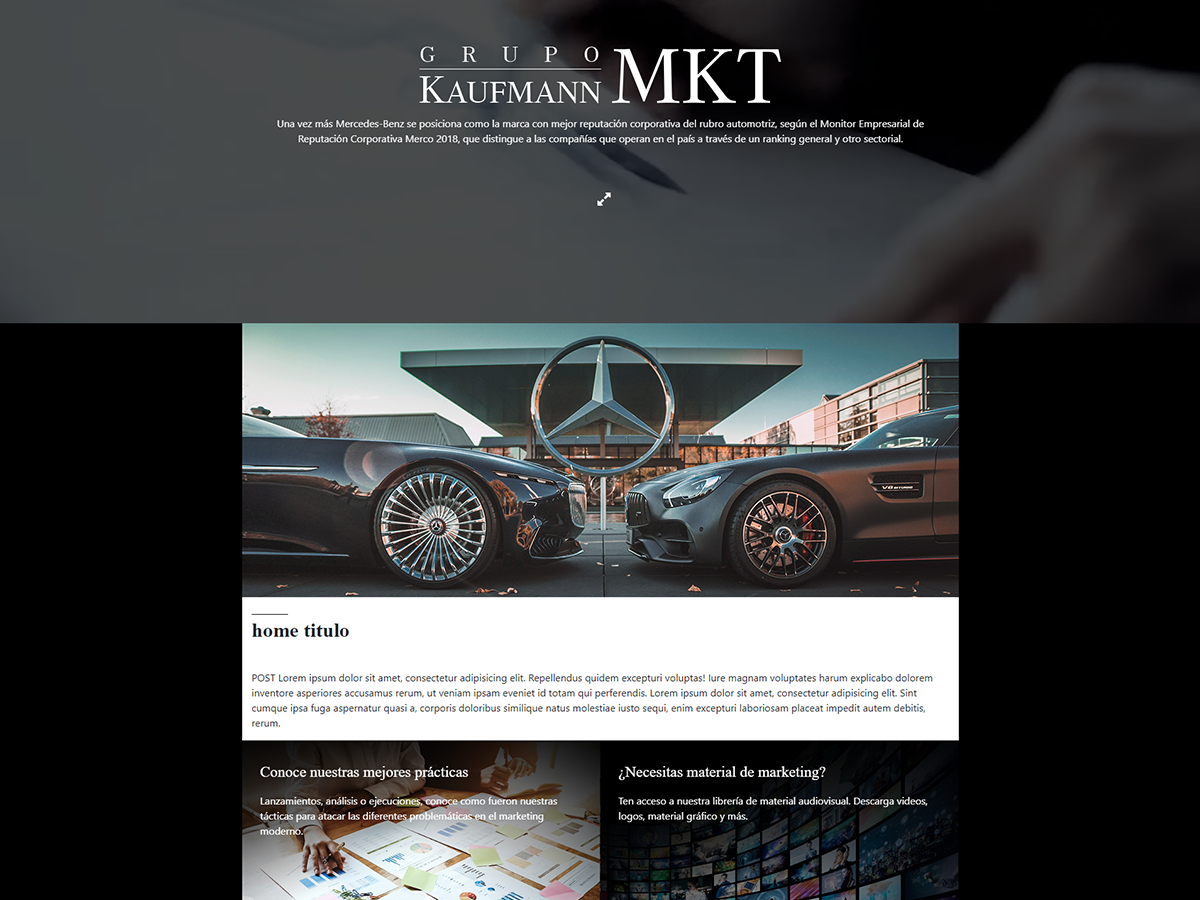 GRUPO
KAUFMANN MKT
Una vez más Mercedes-Benz se posiciona como la marca con mejor reputación corporativa del rubro automotriz, según el Monitor Empresarial de
Reputación Corporativa Merco 2018, que distingue a las compañías que operan en el país a través de un ranking general y otro sectorial.
V8 BITURBO
home titulo
POST Lorem ipsum dolor sit amet, consectetur adipisicing elit. Repellendus quidem excepturi voluptas! Iure magnam voluptates harum explicabo dolorem
inventore asperiores accusamus rerum, ut veniam ipsam eveniet id totam qui perferendis. Lorem ipsum dolor sit amet, consectetur adipisicing elit. Sint
cumque ipsa fuga aspernatur quasi a, corporis doloribus similique natus molestiae iusto sequi, enim excepturi laboriosam placeat impedit autem debitis,
rerum.
Conoce nuestras mejores prácticas
Lanzamientos, análisis o ejecuciones, conoce como fueron nuestras
tácticas para atacar las diferentes problemáticas en el marketing
moderno.
¿Necesitas material de marketing?
Ten acceso a nuestra librería de material audiovisual. Descarga videos,
logos, material gráfico y más.